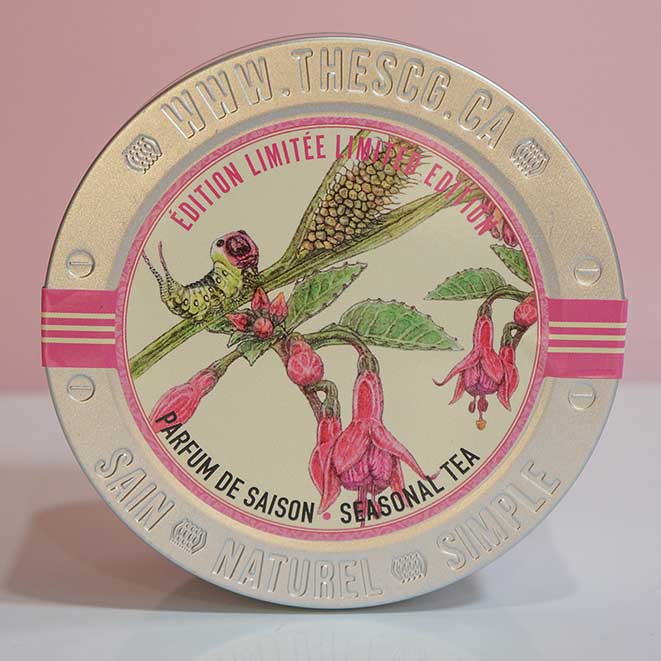 WWW.THESCG.CA
ÉDITION LIMITÉE LIMITED EDITION
PARFUM DE SAISON • SEASONAL TEA
SAIN NATUREL SIMPLE